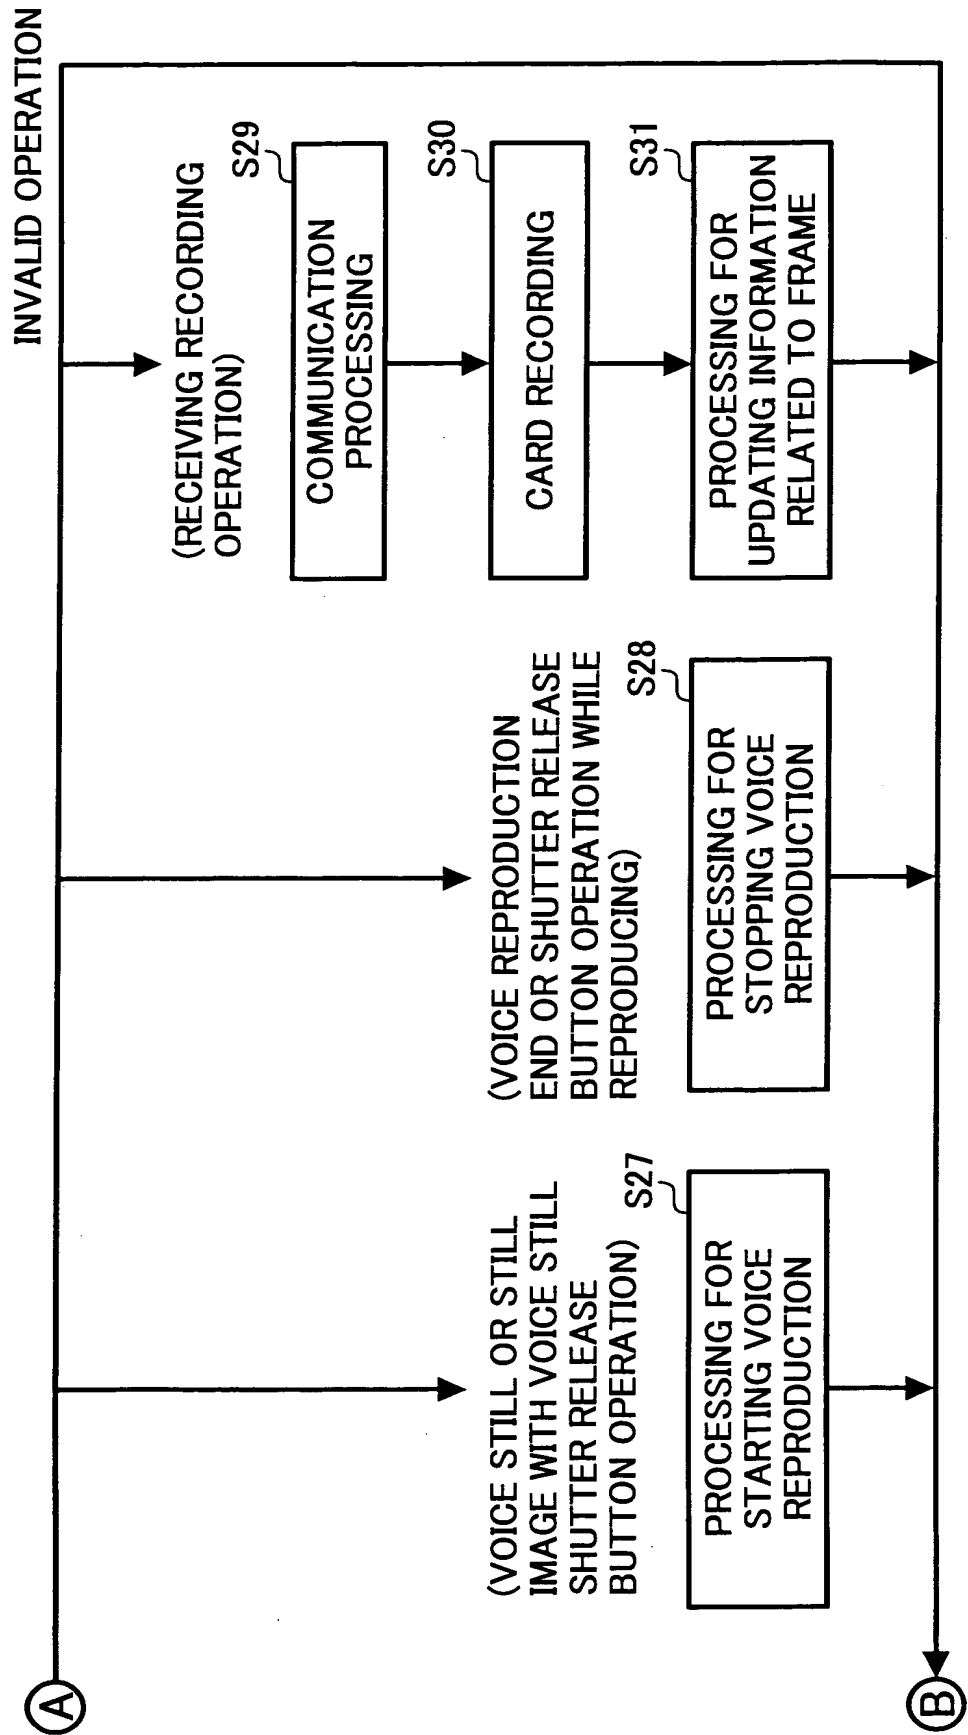 A
INVALID OPERATION
(VOICE STILL OR STILL
IMAGE WITH VOICE STILL
SHUTTER RELEASE
BUTTON OPERATION)
S27
PROCESSING FOR
STARTING VOICE
REPRODUCTION
(VOICE REPRODUCTION
END OR SHUTTER RELEASE
BUTTON OPERATION WHILE
REPRODUCING)
S28
PROCESSING FOR
STOPPING VOICE
REPRODUCTION
(RECEIVING RECORDING
OPERATION)
S29
COMMUNICATION
PROCESSING
S30
CARD RECORDING
S31
PROCESSING FOR
UPDATING INFORMATION
RELATED TO FRAME
B